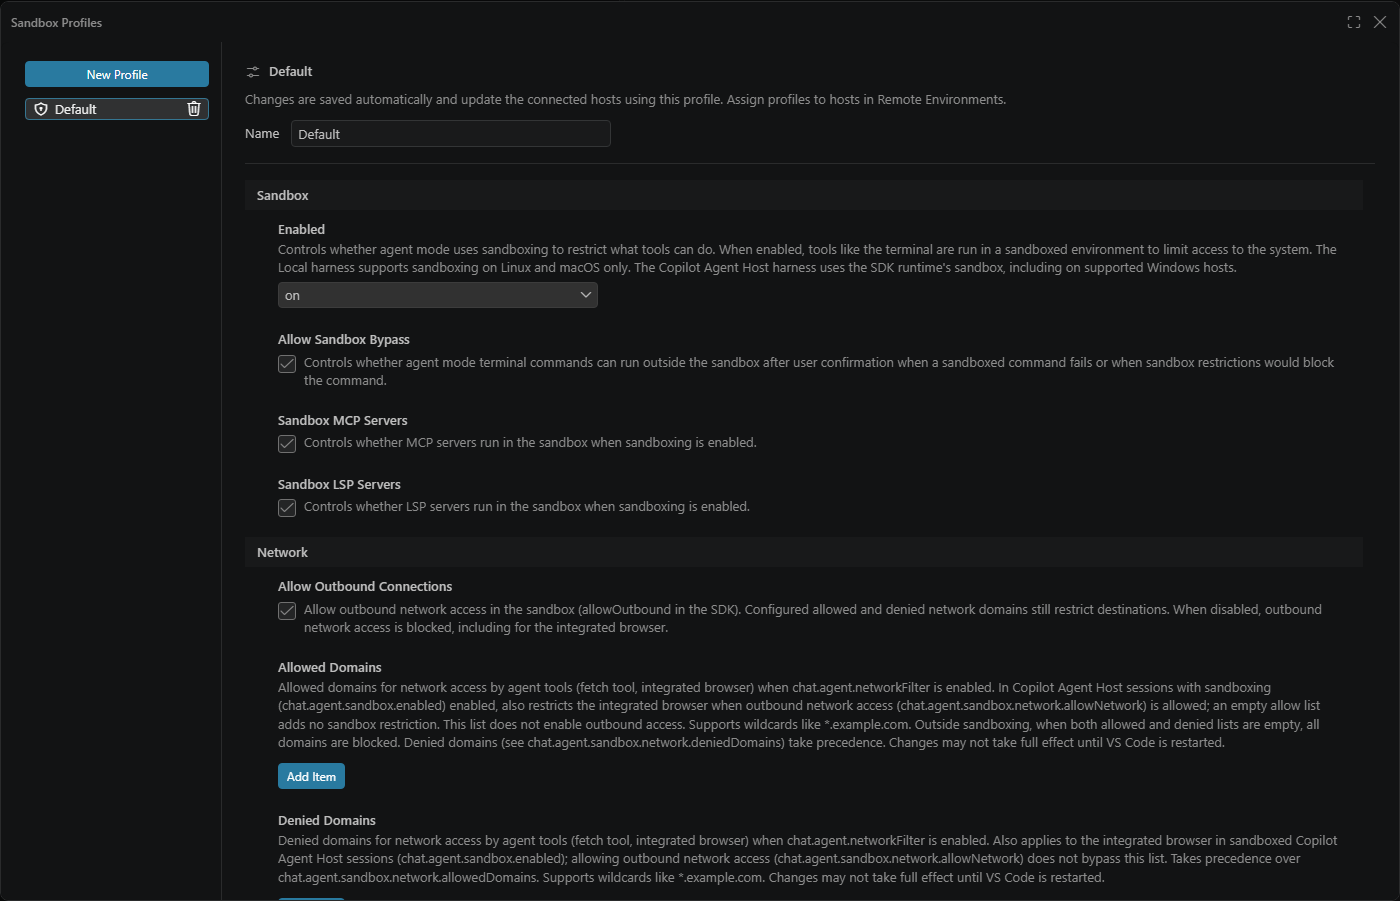 Sandbox Profiles
New Profile
Default
Default
Changes are saved automatically and update the connected hosts using this profile. Assign profiles to hosts in Remote Environments.
Name
Default
Sandbox
Enabled
Controls whether agent mode uses sandboxing to restrict what tools can do. When enabled, tools like the terminal are run in a sandboxed environment to limit access to the system. The
Local harness supports sandboxing on Linux and macOS only. The Copilot Agent Host harness uses the SDK runtime's sandbox, including on supported Windows hosts.
on
Allow Sandbox Bypass
Controls whether agent mode terminal commands can run outside the sandbox after user confirmation when a sandboxed command fails or when sandbox restrictions would block
the command.
Sandbox MCP Servers
Controls whether MCP servers run in the sandbox when sandboxing is enabled.
Sandbox LSP Servers
Controls whether LSP servers run in the sandbox when sandboxing is enabled.
Network
Allow Outbound Connections
Allow outbound network access in the sandbox (allowOutbound in the SDK). Configured allowed and denied network domains still restrict destinations. When disabled, outbound
network access is blocked, including for the integrated browser.
Allowed Domains
Allowed domains for network access by agent tools (fetch tool, integrated browser) when chat.agent.networkFilter is enabled. In Copilot Agent Host sessions with sandboxing
(chat.agent.sandbox.enabled) enabled, also restricts the integrated browser when outbound network access (chat.agent.sandbox.network.allowNetwork) is allowed; an empty allow list
adds no sandbox restriction. This list does not enable outbound access. Supports wildcards like *.example.com. Outside sandboxing, when both allowed and denied lists are empty, all
domains are blocked. Denied domains (see chat.agent.sandbox.network.deniedDomains) take precedence. Changes may not take full effect until VS Code is restarted.
Add Item
Denied Domains
Denied domains for network access by agent tools (fetch tool, integrated browser) when chat.agent.networkFilter is enabled. Also applies to the integrated browser in sandboxed Copilot
Agent Host sessions (chat.agent.sandbox.enabled); allowing outbound network access (chat.agent.sandbox.network.allowNetwork) does not bypass this list. Takes precedence over
chat.agent.sandbox.network.allowedDomains. Supports wildcards like *.example.com. Changes may not take full effect until VS Code is restarted.